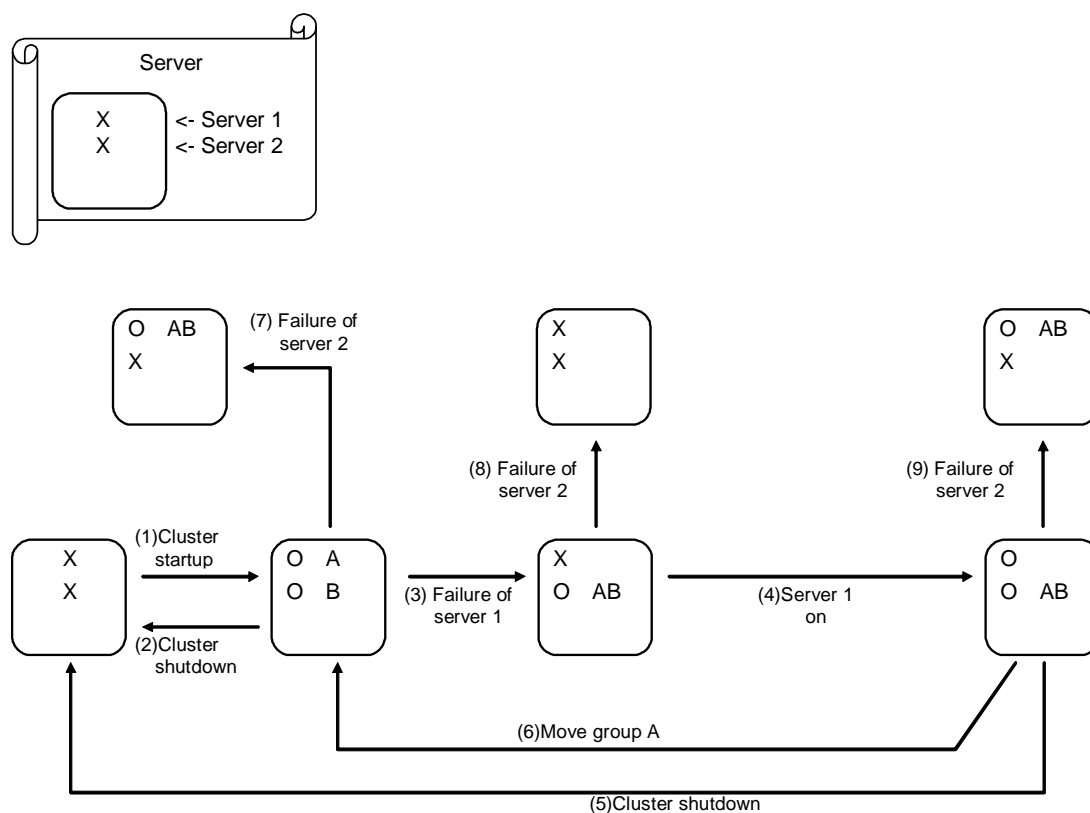 Server
X <- Server 1
X <- Server 2
O AB
X
(7) Failure of
server 2
X
X
O AB
X
(8) Failure of
server 2
(9) Failure of
server 2
X
X
(1)Cluster
startup
(2)Cluster
shutdown
O A
O B
(3) Failure of
server 1
X
O AB
(4)Server 1
on
O
O AB
(6)Move group A
(5)Cluster shutdown